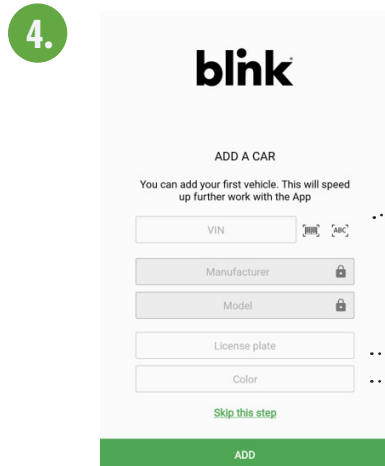 4.
blink
ADD A CAR
You can add your first vehicle. This will speed
up further work with the App
VIN
ABC
Manufacturer
Model
License plate
Color
Skip this step
ADD